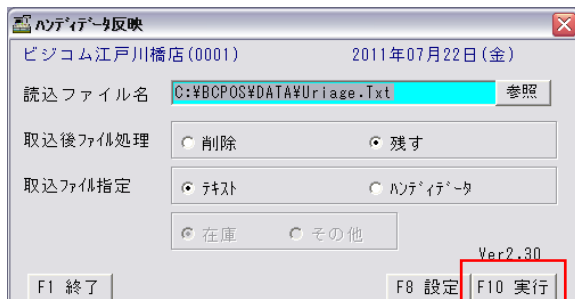 ﾊﾝﾃﾞｨﾃﾞｰﾀ反映
ビジコム江戸川橋店(0001) 2011年07月22日(金)
読込ファイル名 C:¥BCPOS¥DATA¥Uriage.Txt 参照
取込後ﾌｧｲﾙ処理 削除 残す
取込ﾌｧｲﾙ指定 ﾃｷｽﾄ ﾊﾝﾃﾞｨﾃﾞｰﾀ
在庫 その他
Ver2.30
F1 終了 F8 設定 F10 実行